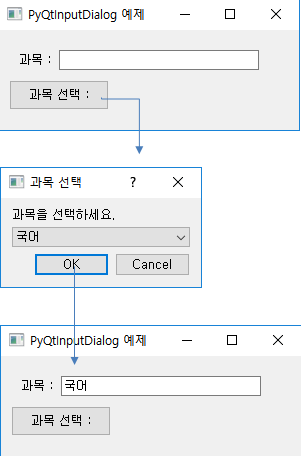 PyQtInputDialog 예제
과목 :
과목 선택 :
과목 선택 ?
과목을 선택하세요.
국어
OK Cancel
PyQtInputDialog 예제
과목 : 국어
과목 선택 :